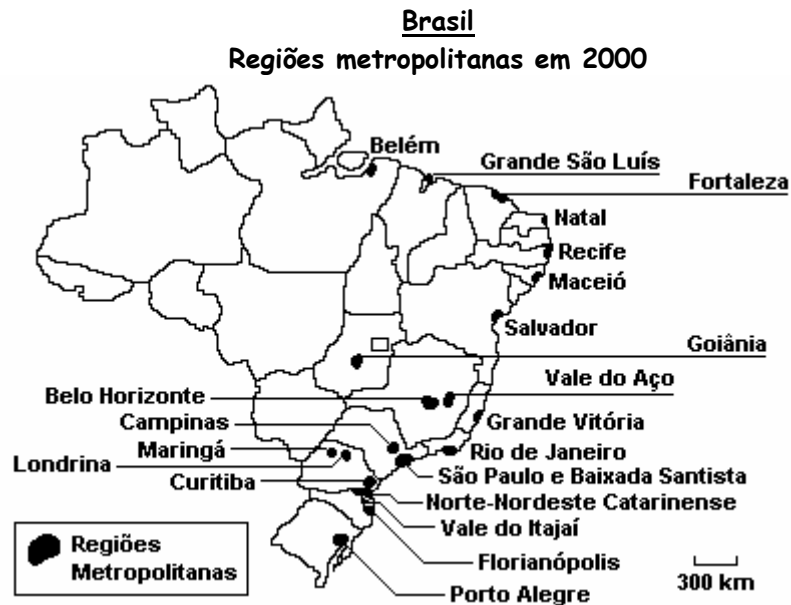 Brasil
Regiões metropolitanas em 2000
Belém
Grande São Luís
Fortaleza
Natal
Recife
Maceió
Salvador
Goiânia
Vale do Aço
Belo Horizonte
Campinas
Grande Vitória
Maringá
Rio de Janeiro
Londrina
São Paulo e Baixada Santista
Curitiba
Norte-Nordeste Catarinense
Vale do Itajaí
Regiões
Metropolitanas
Florianópolis
300 km
Porto Alegre